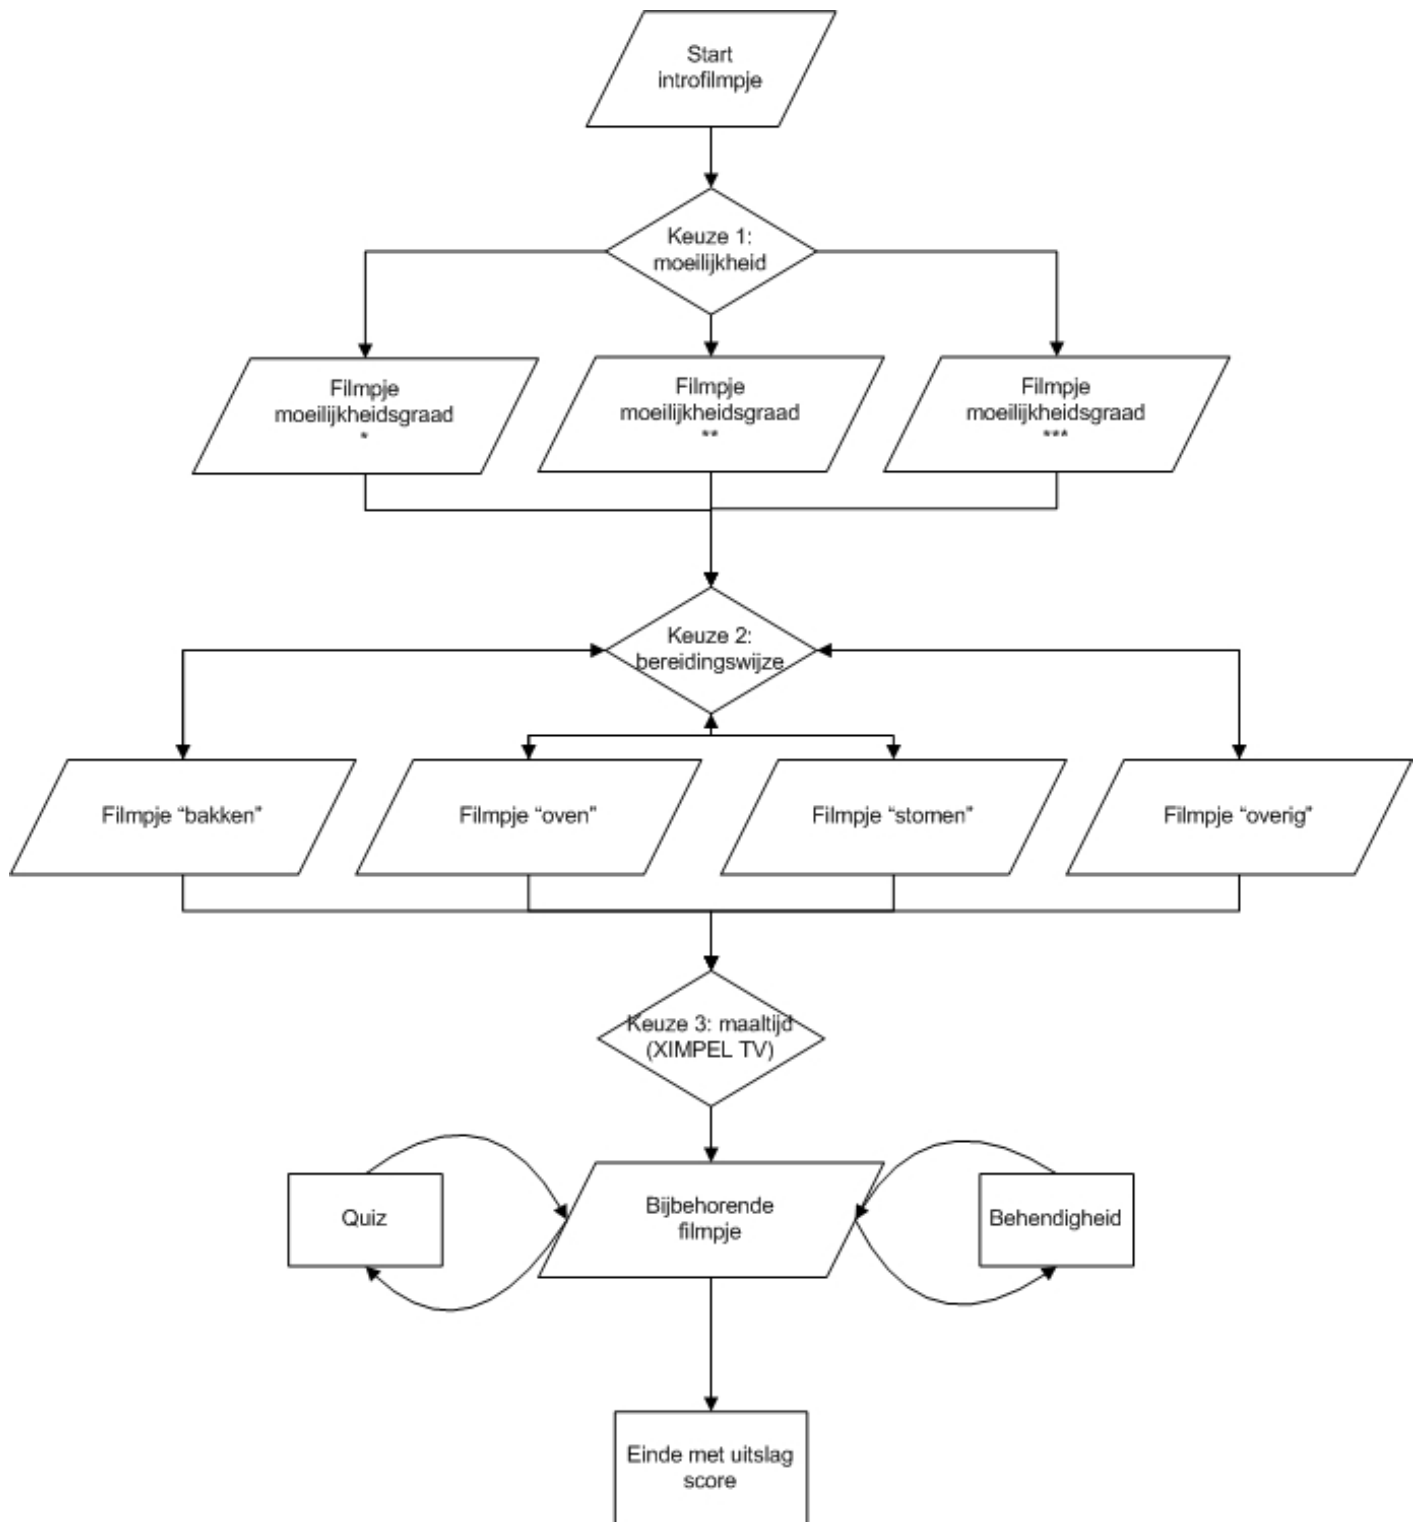 Start
introfilmpje
Keuze 1:
moeilijkheid
Filmpje
moeilijkheidsgraad
*
Filmpje
moeilijkheidsgraad
**
Filmpje
moeilijkheidsgraad
***
Keuze 2:
bereidingswijze
Filmpje “bakken”
Filmpje “oven”
Filmpje “stomen”
Filmpje “overig”
Keuze 3: maaltijd
(XIMPEL TV)
Quiz
Bijbehorende
filmpje
Behendigheid
Einde met uitslag
score